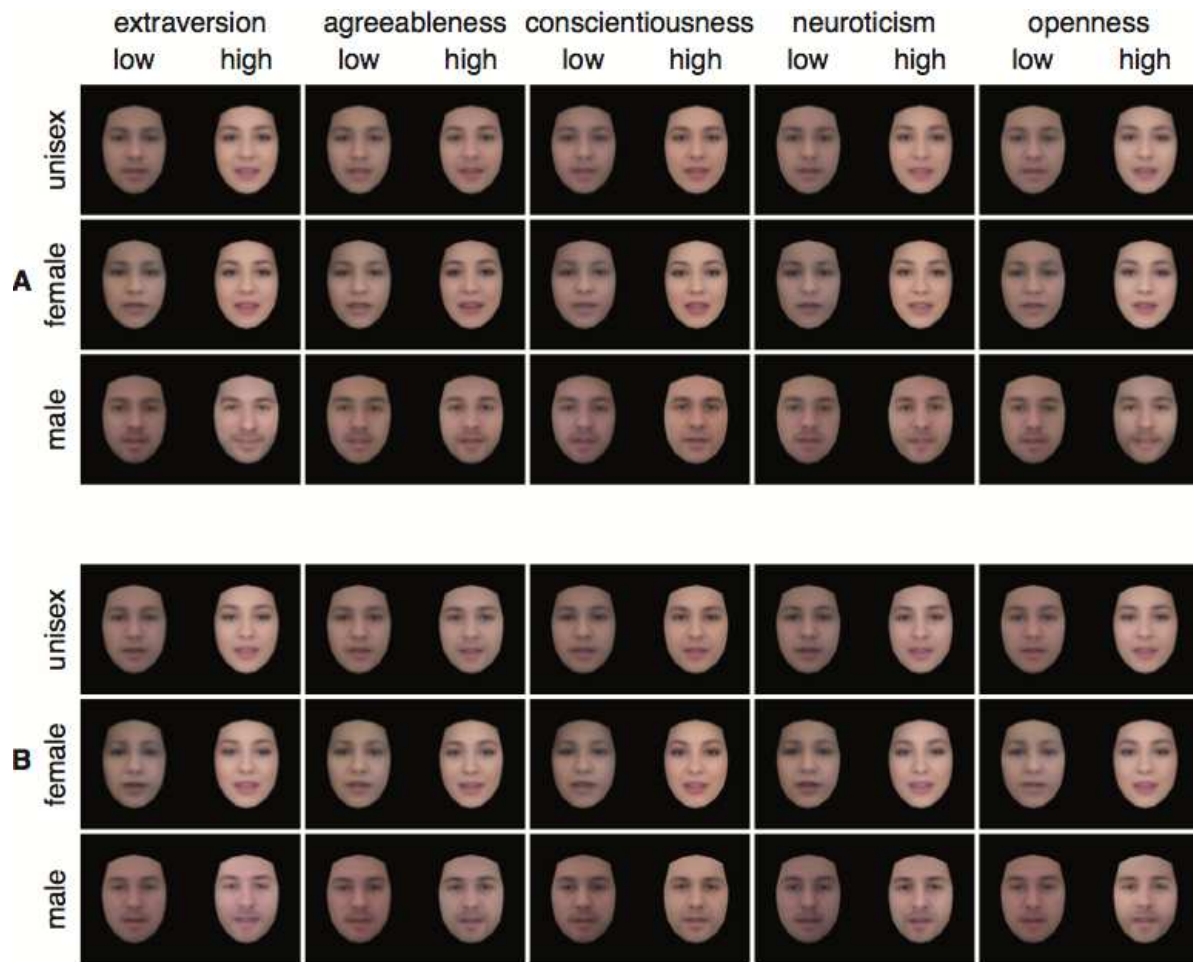 extraversion agreeableness conscientiousness neuroticism openness
low high low high low high low high low high
unisex
A female
male
unisex
B female
male